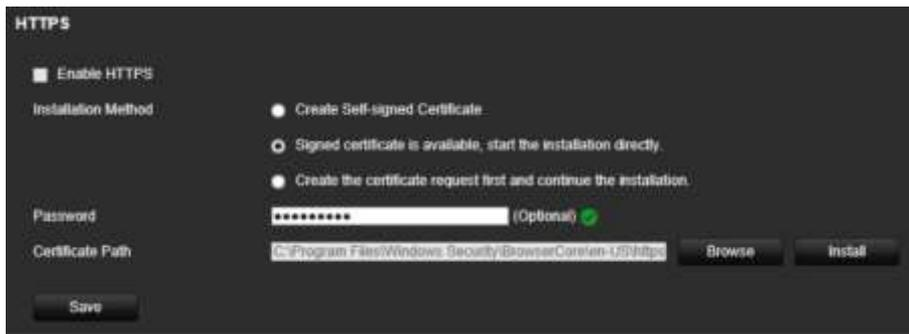 HTTPS
Enable HTTPS
Installation Method
Create Self-signed Certificate
Signed certificate is available, start the installation directly.
Create the certificate request first and continue the installation.
Password ●●●●●●●●● (Optional)
Certificate Path C:\Program Files\Windows Security\BrowserCore\en-US\https Browse Install
Save